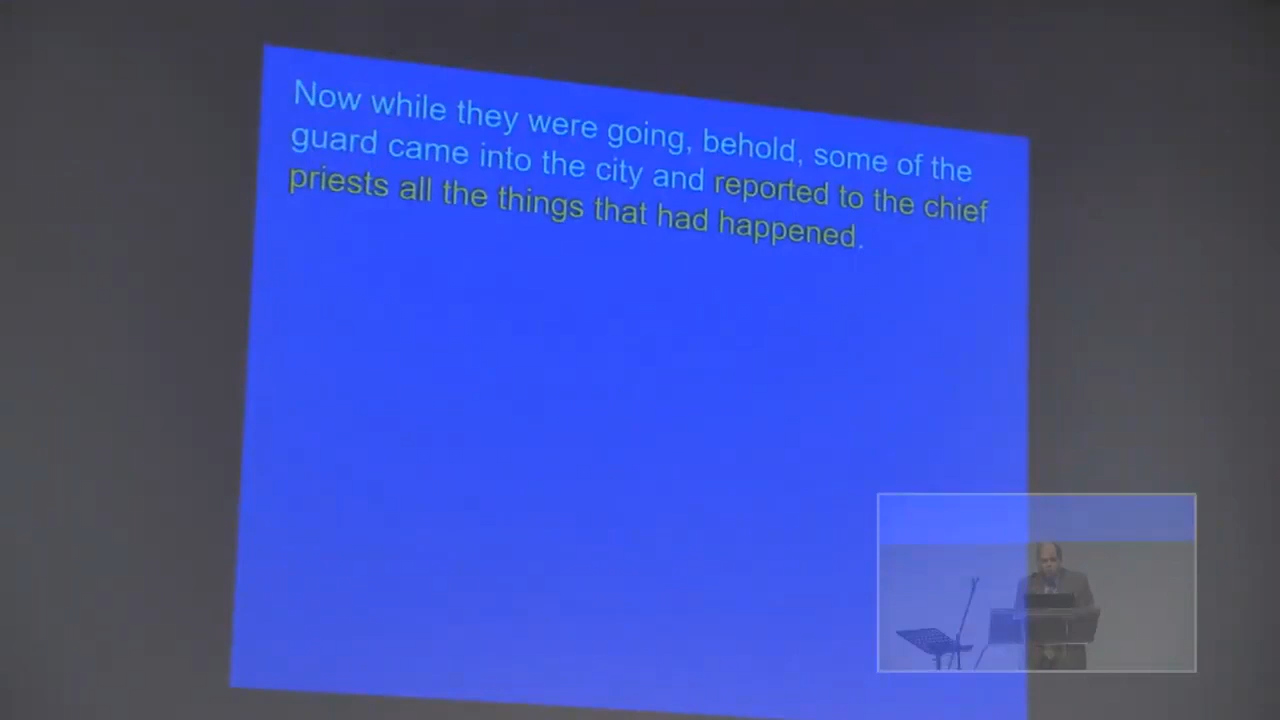 Now while they were going, behold, some of the
guard came into the city and reported to the chief
priests all the things that had happened.